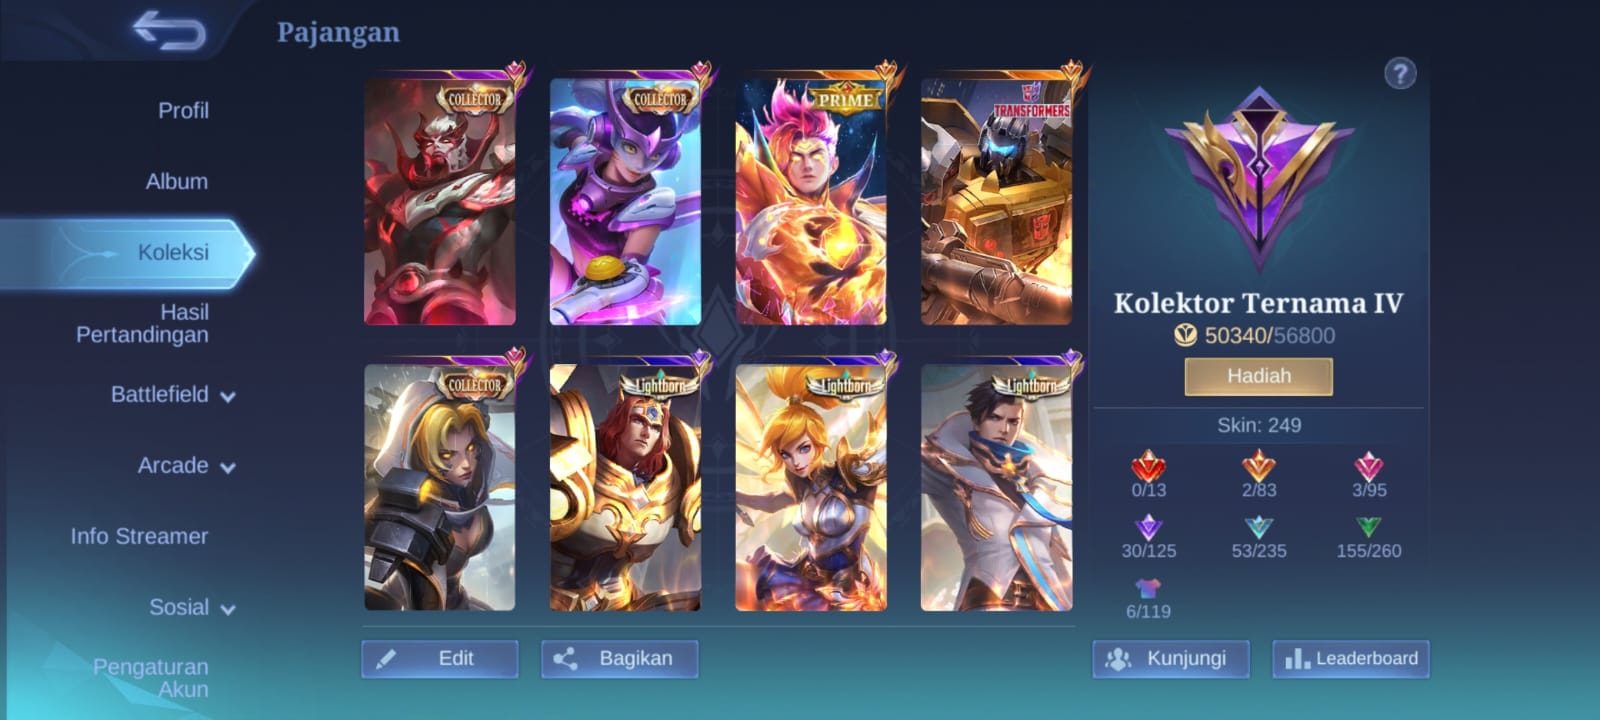 Pajangan
Profil
Album
Koleksi
Hasil
Pertandingan
Battlefield
Arcade
Info Streamer
Sosial
Pengaturan
Akun
COLLECTOR
COLLECTOR
PRIME
TRANSFORMERS
COLLECTOR
Lightborn
Lightborn
Lightborn
Edit
Bagikan
?
Kolektor Ternama IV
50340/56800
Hadiah
Skin: 249
0/13
2/83
3/95
30/125
53/235
155/260
6/119
Kunjungi
Leaderboard